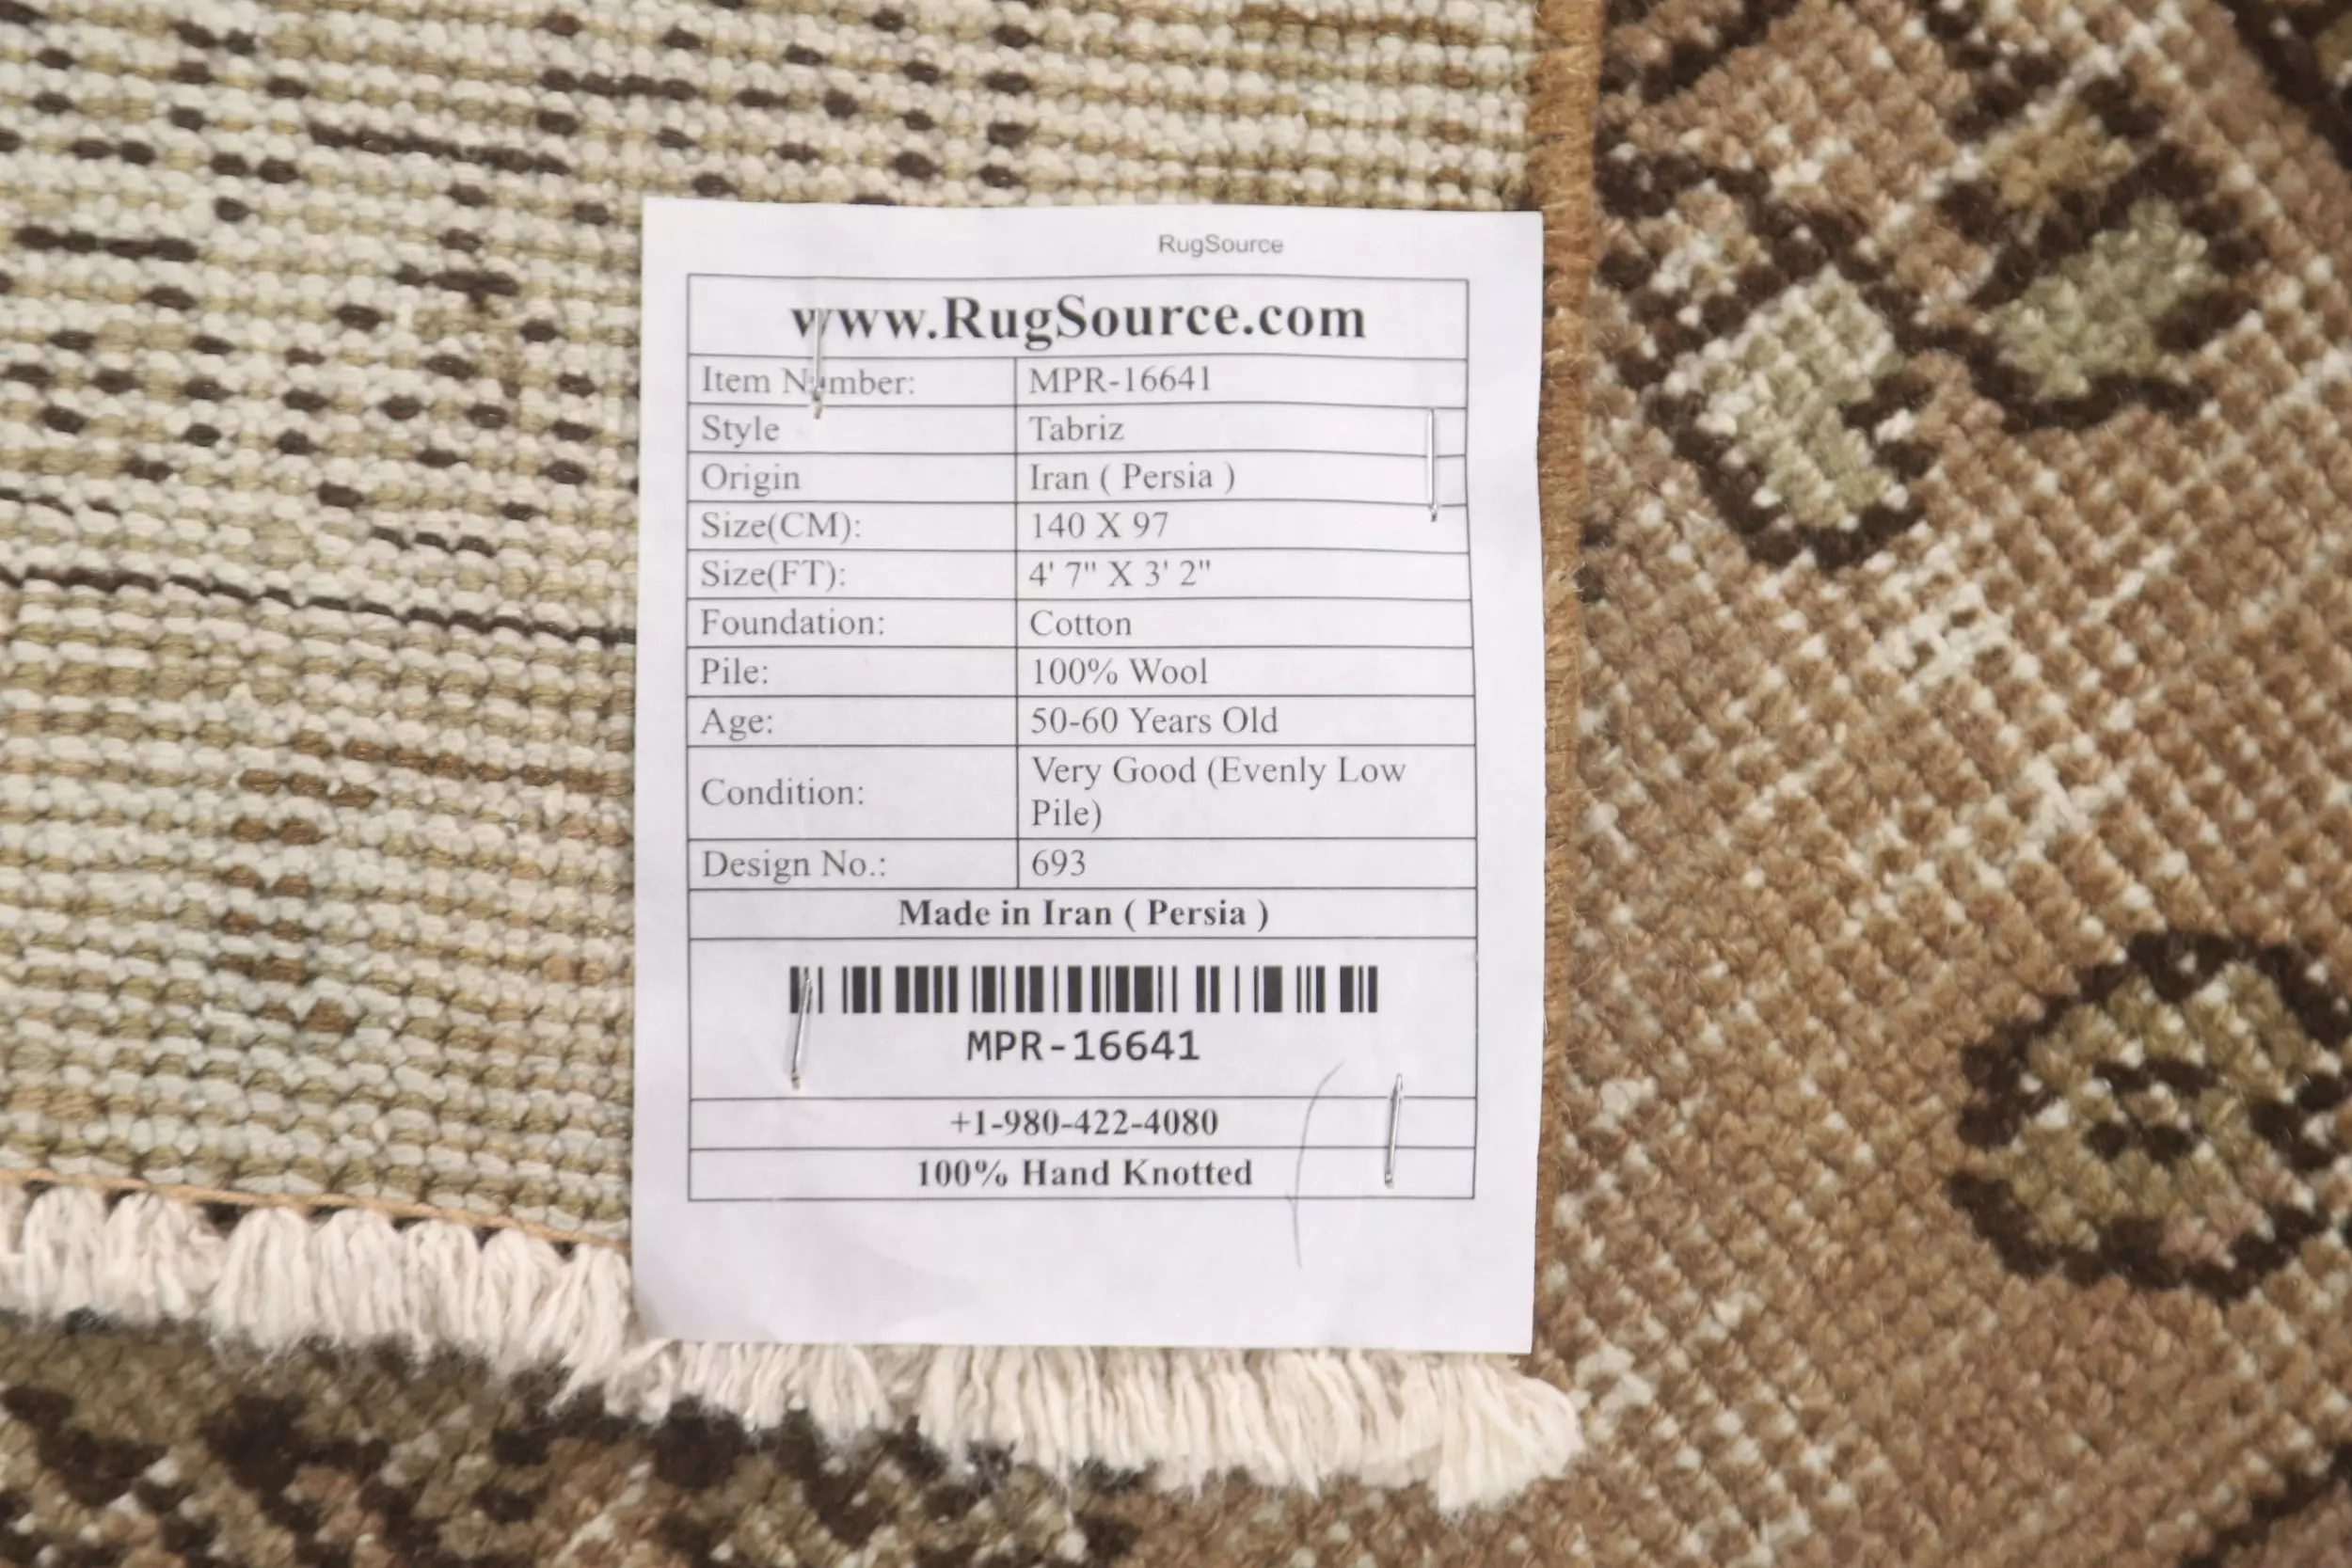 RugSource
www.RugSource.com
Item Number: MPR-16641
Style Tabriz
Origin Iran ( Persia )
Size(CM): 140 X 97
Size(FT): 4' 7" X 3' 2"
Foundation: Cotton
Pile: 100% Wool
Age: 50-60 Years Old
Condition: Very Good (Evenly Low
Pile)
Design No.: 693
Made in Iran ( Persia )
MPR-16641
+1-980-422-4080
100% Hand Knotted